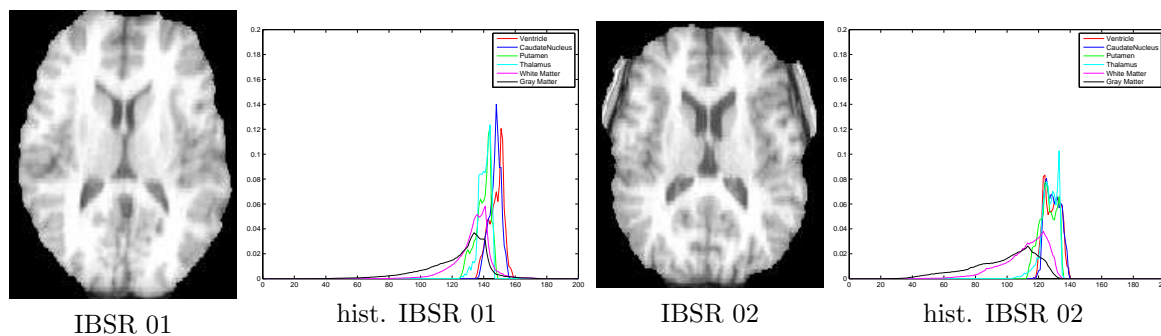 0.2
0.18
0.16
0.14
0.12
0.1
0.08
0.06
0.04
0.02
0
0 20 40 60 80 100 120 140 160 180 200
Ventricle
CaudateNucleus
Putamen
Thalamus
White Matter
Gray Matter
0.2
0.18
0.16
0.14
0.12
0.1
0.08
0.06
0.04
0.02
0
0 20 40 60 80 100 120 140 160 180 200
Ventricle
CaudateNucleus
Putamen
Thalamus
White Matter
Gray Matter
IBSR 01
hist. IBSR 01
IBSR 02
hist. IBSR 02